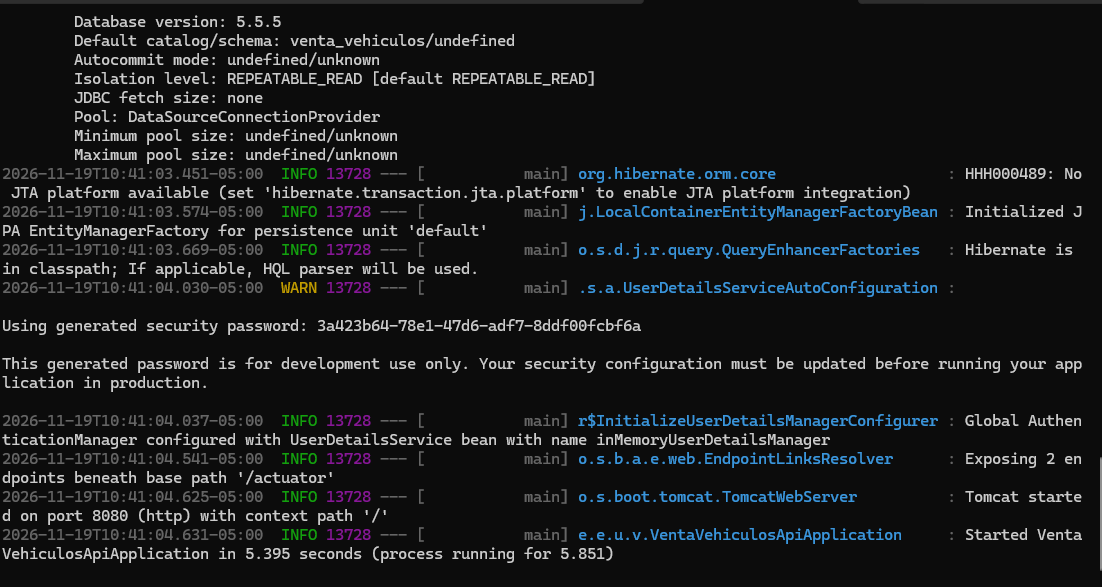 Database version: 5.5.5
Default catalog/schema: venta_vehiculos/undefined
Autocommit mode: undefined/unknown
Isolation level: REPEATABLE_READ [default REPEATABLE_READ]
JDBC fetch size: none
Pool: DataSourceConnectionProvider
Minimum pool size: undefined/unknown
Maximum pool size: undefined/unknown
2026-11-19T10:41:03.451-05:00  INFO 13728 --- [           main] org.hibernate.orm.core                   : HHH000489: No
 JTA platform available (set 'hibernate.transaction.jta.platform' to enable JTA platform integration)
2026-11-19T10:41:03.574-05:00  INFO 13728 --- [           main] j.LocalContainerEntityManagerFactoryBean : Initialized J
PA EntityManagerFactory for persistence unit 'default'
2026-11-19T10:41:03.669-05:00  INFO 13728 --- [           main] o.s.d.j.r.query.QueryEnhancerFactories   : Hibernate is
in classpath; If applicable, HQL parser will be used.
2026-11-19T10:41:04.030-05:00  WARN 13728 --- [           main] .s.a.UserDetailsServiceAutoConfiguration :
Using generated security password: 3a423b64-78e1-47d6-adf7-8ddf00fcbf6a
This generated password is for development use only. Your security configuration must be updated before running your app
lication in production.
2026-11-19T10:41:04.037-05:00  INFO 13728 --- [           main] r$InitializeUserDetailsManagerConfigurer : Global Authen
ticationManager configured with UserDetailsService bean with name inMemoryUserDetailsManager
2026-11-19T10:41:04.541-05:00  INFO 13728 --- [           main] o.s.b.a.e.web.EndpointLinksResolver      : Exposing 2 en
dpoints beneath base path '/actuator'
2026-11-19T10:41:04.625-05:00  INFO 13728 --- [           main] o.s.boot.tomcat.TomcatWebServer          : Tomcat starte
d on port 8080 (http) with context path '/'
2026-11-19T10:41:04.631-05:00  INFO 13728 --- [           main] e.e.u.v.VentaVehiculosApiApplication     : Started Venta
VehiculosApiApplication in 5.395 seconds (process running for 5.851)